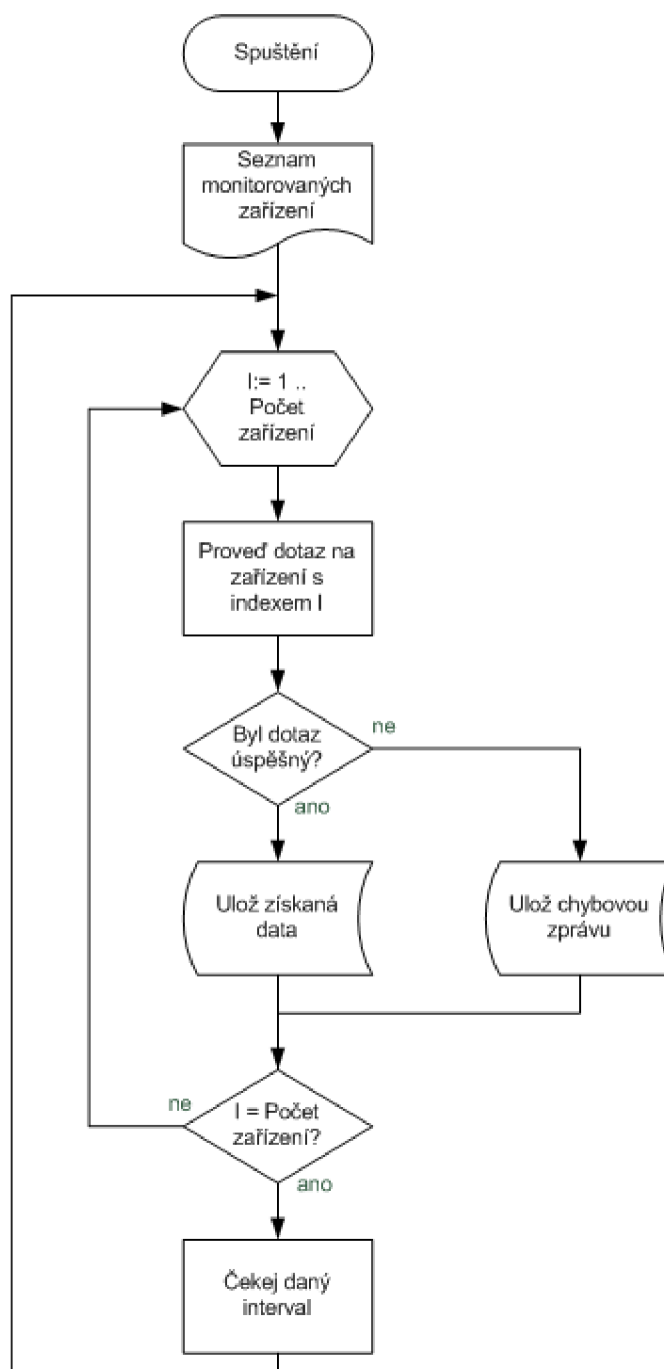 Spuštění
Seznam
monitorovaných
zařízení
I:= 1 ..
Počet
zařízení
Proveď dotaz na
zařízení s
indexem I
Byl dotaz
úspěšný?
ne
ano
Ulož získaná
data
Ulož chybovou
zprávu
I = Počet
zařízení?
ne
ano
Čekej daný
interval